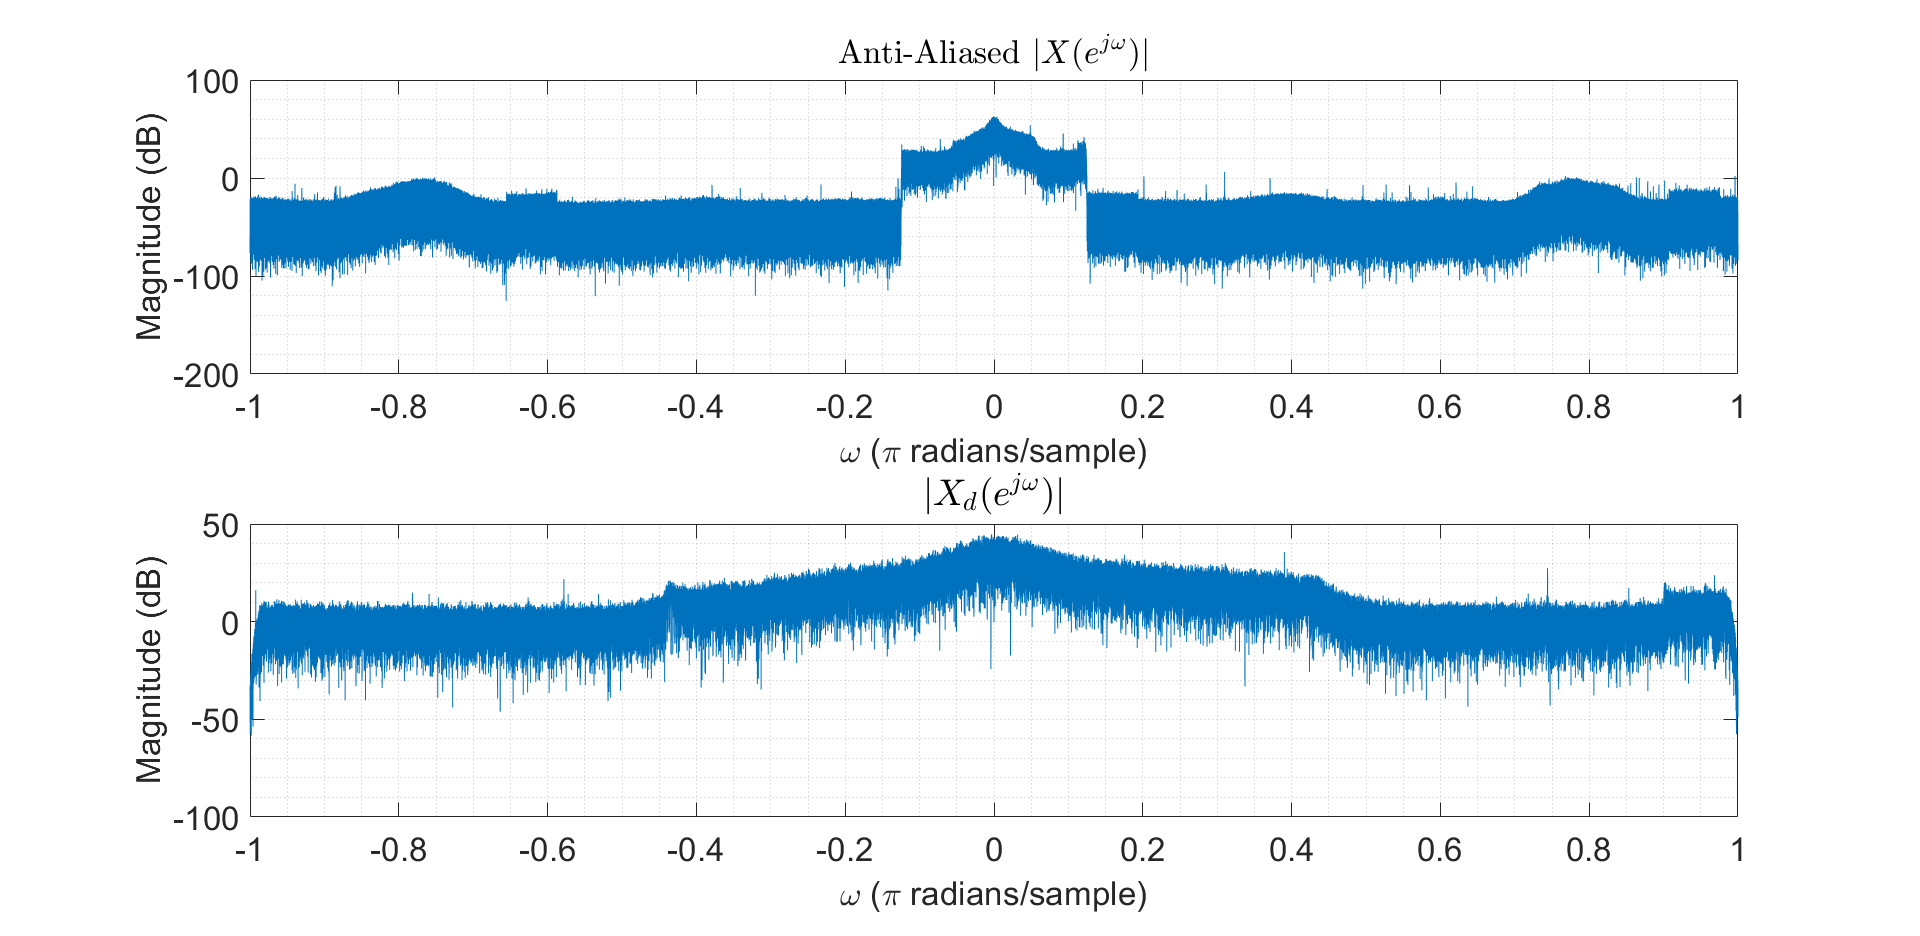 Anti-Aliased |X(e^{jω})|
100
0
-100
-200
Magnitude (dB)
-1 -0.8 -0.6 -0.4 -0.2 0 0.2 0.4 0.6 0.8 1
ω (π radians/sample)
|X_d(e^{jω})|
50
0
-50
-100
Magnitude (dB)
-1 -0.8 -0.6 -0.4 -0.2 0 0.2 0.4 0.6 0.8 1
ω (π radians/sample)